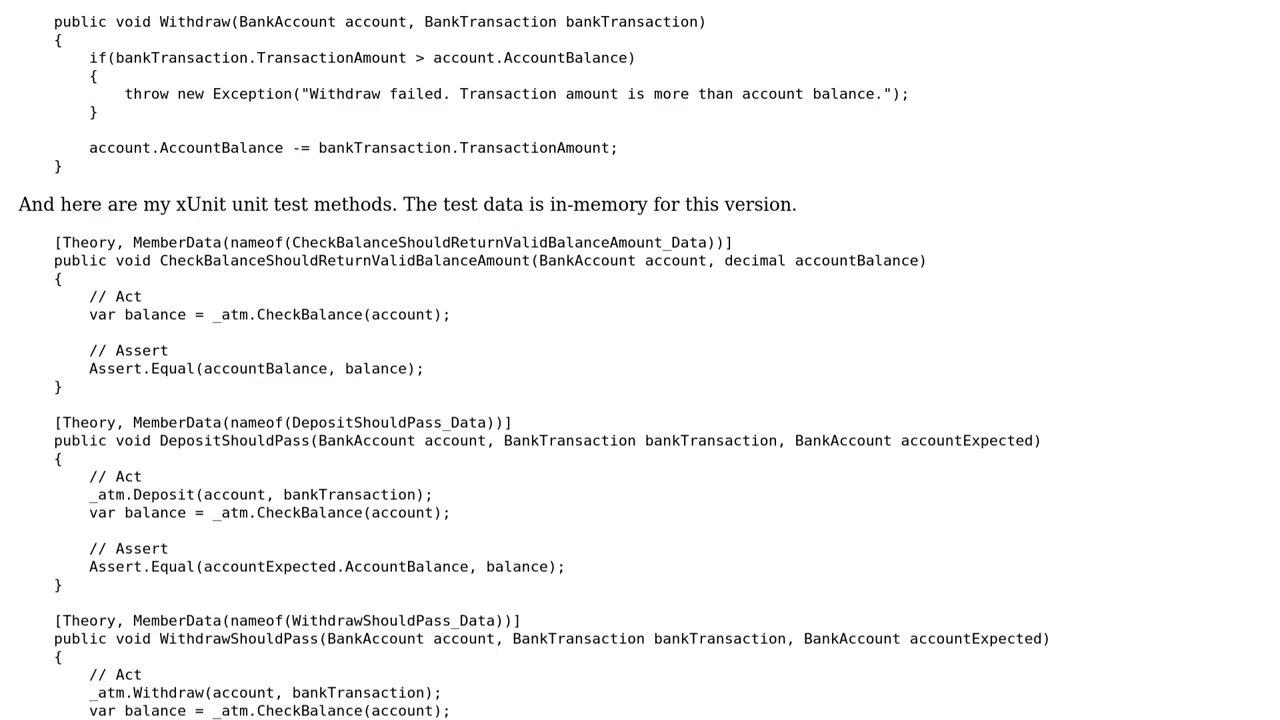 public void Withdraw(BankAccount account, BankTransaction bankTransaction)
{
    if(bankTransaction.TransactionAmount > account.AccountBalance)
    {
        throw new Exception("Withdraw failed. Transaction amount is more than account balance.");
    }

    account.AccountBalance -= bankTransaction.TransactionAmount;
}
And here are my xUnit unit test methods. The test data is in-memory for this version.
[Theory, MemberData(nameof(CheckBalanceShouldReturnValidBalanceAmount_Data))]
public void CheckBalanceShouldReturnValidBalanceAmount(BankAccount account, decimal accountBalance)
{
    // Act
    var balance = _atm.CheckBalance(account);

    // Assert
    Assert.Equal(accountBalance, balance);
}

[Theory, MemberData(nameof(DepositShouldPass_Data))]
public void DepositShouldPass(BankAccount account, BankTransaction bankTransaction, BankAccount accountExpected)
{
    // Act
    _atm.Deposit(account, bankTransaction);
    var balance = _atm.CheckBalance(account);

    // Assert
    Assert.Equal(accountExpected.AccountBalance, balance);
}

[Theory, MemberData(nameof(WithdrawShouldPass_Data))]
public void WithdrawShouldPass(BankAccount account, BankTransaction bankTransaction, BankAccount accountExpected)
{
    // Act
    _atm.Withdraw(account, bankTransaction);
    var balance = _atm.CheckBalance(account);